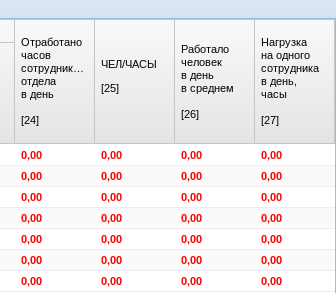 Отработано
часов
сотрудник...
отдела
в день
[24]
ЧЕЛ/ЧАСЫ
[25]
Работало
человек
в день
в среднем
[26]
Нагрузка
на одного
сотрудника
в день,
часы
[27]
0,00 0,00 0,00 0,00
0,00 0,00 0,00 0,00
0,00 0,00 0,00 0,00
0,00 0,00 0,00 0,00
0,00 0,00 0,00 0,00
0,00 0,00 0,00 0,00
0,00 0,00 0,00 0,00